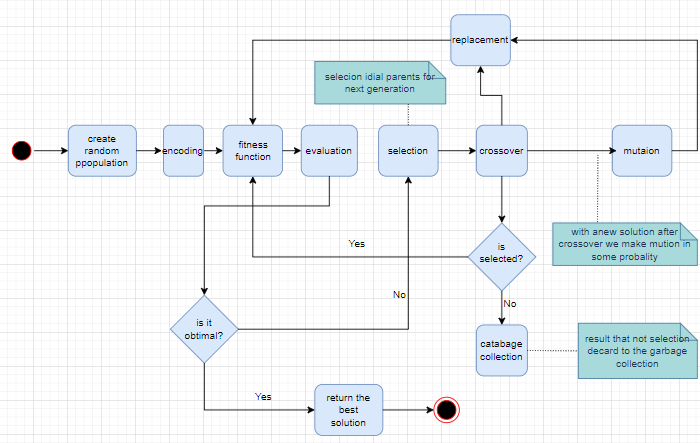 replacement
selecion idial parents for
next generation
create
random
ppopulation
encoding
fitness
function
evaluation
selection
crossover
mutaion
with anew solution after
crossover we make mution in
some probality
Yes
is
selected?
No
No
is it
obtimal?
catabage
collection
result that not selection
decard to the garbage
collection
Yes
return the
best
solution